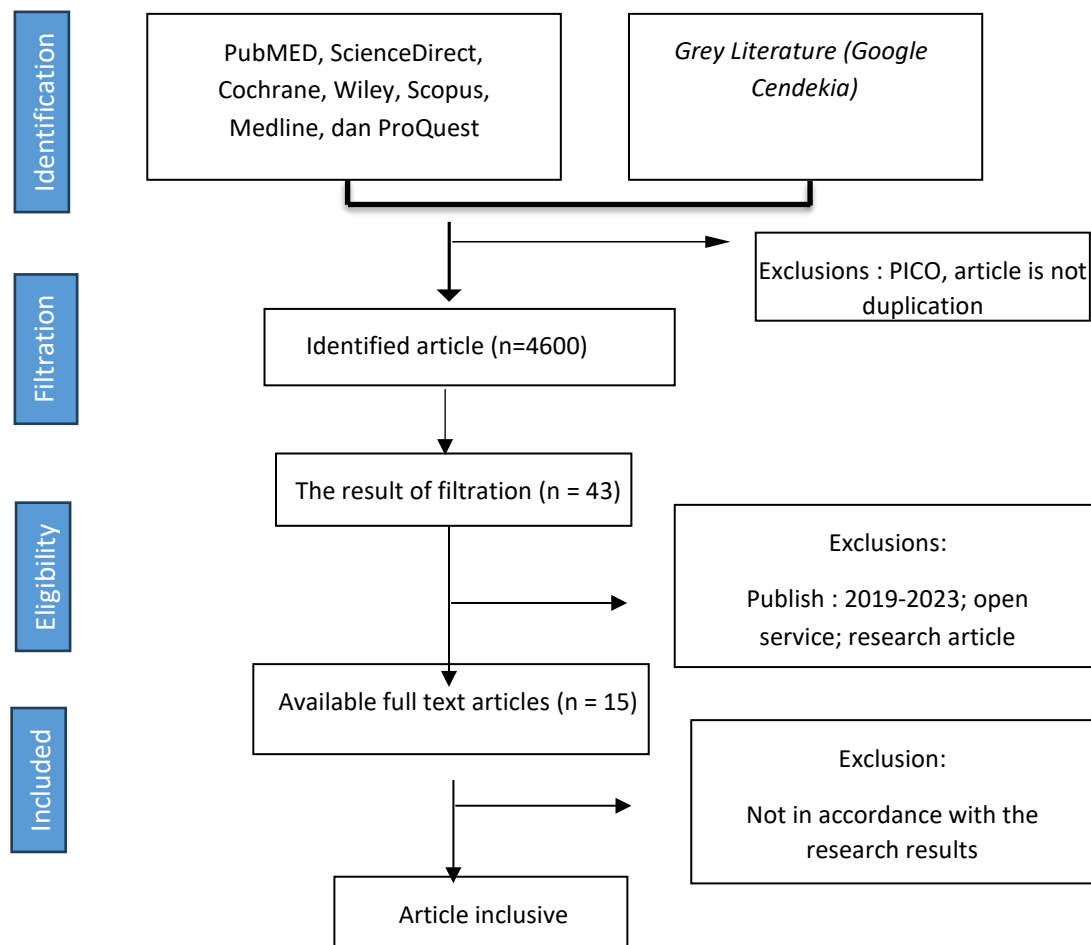 Identification
PubMED, ScienceDirect,
Cochrane, Wiley, Scopus,
Medline, dan ProQuest
Grey Literature (Google
Cendekia)
Exclusions : PICO, article is not
duplication
Filtration
Identified article (n=4600)
The result of filtration (n = 43)
Eligibility
Exclusions:
Publish : 2019-2023; open
service; research article
Available full text articles (n = 15)
Included
Exclusion:
Not in accordance with the
research results
Article inclusive